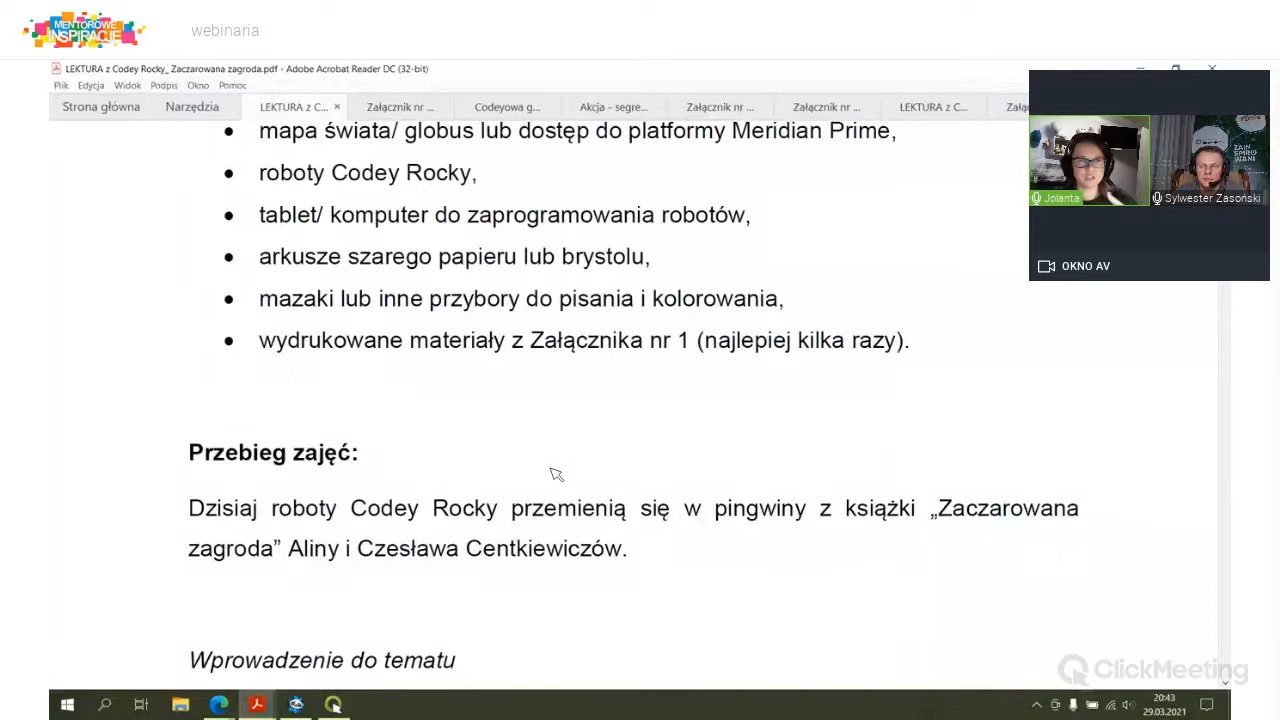 MENTOROWE
INSPIRACJE
webinaria
LEKTURA z Codey Rocky_ Zaczarowana zagroda.pdf - Adobe Acrobat Reader DC (32-bit)
Plik Edycja Widok Podpis Okno Pomoc
Strona główna Narzędzia LEKTURA z C... × Załącznik nr ... Codeyowa g... Akcja - segre... Załącznik nr ... Załącznik nr ... LEKTURA z C... Załąc
mapa świata/ globus lub dostęp do platformy Meridian Prime,
roboty Codey Rocky,
tablet/ komputer do zaprogramowania robotów,
arkusze szarego papieru lub brystolu,
mazaki lub inne przybory do pisania i kolorowania,
wydrukowane materiały z Załącznika nr 1 (najlepiej kilka razy).
Przebieg zajęć:
Dzisiaj roboty Codey Rocky przemienią się w pingwiny z książki „Zaczarowana
zagroda” Aliny i Czesława Centkiewiczów.
Wprowadzenie do tematu
ZAIN
SPIRO
WANI
Jolanta
Sylwester Zasoński
OKNO AV
ClickMeeting
20:43
29.03.2021